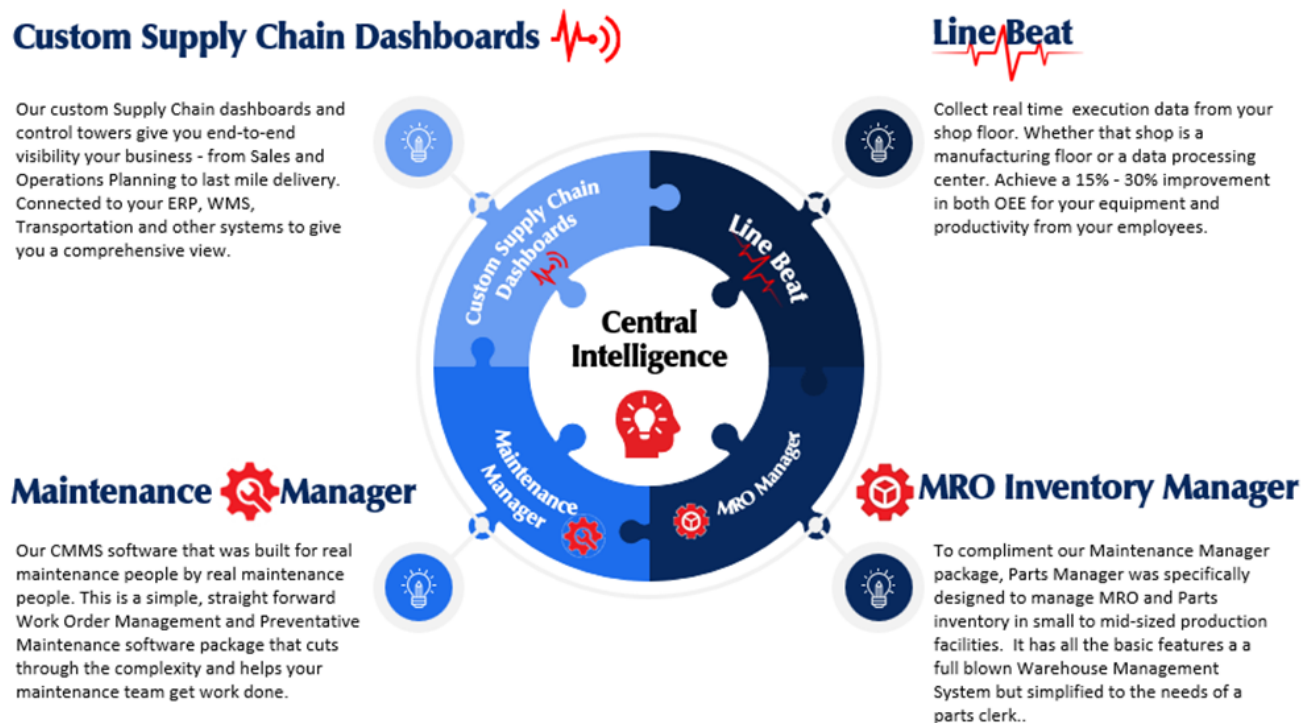 Custom Supply Chain Dashboards
Our custom Supply Chain dashboards and
control towers give you end-to-end
visibility your business - from Sales and
Operations Planning to last mile delivery.
Connected to your ERP, WMS,
Transportation and other systems to give
you a comprehensive view.
Line Beat
Collect real time  execution data from your
shop floor. Whether that shop is a
manufacturing floor or a data processing
center. Achieve a 15% - 30% improvement
in both OEE for your equipment and
productivity from your employees.
Custom Supply Chain
Dashboards
Line Beat
Central
Intelligence
Maintenance
Manager
MRO Manager
Maintenance Manager
Our CMMS software that was built for real
maintenance people by real maintenance
people. This is a simple, straight forward
Work Order Management and Preventative
Maintenance software package that cuts
through the complexity and helps your
maintenance team get work done.
MRO Inventory Manager
To compliment our Maintenance Manager
package, Parts Manager was specifically
designed to manage MRO and Parts
inventory in small to mid-sized production
facilities.  It has all the basic features a a
full blown Warehouse Management
System but simplified to the needs of a
parts clerk..